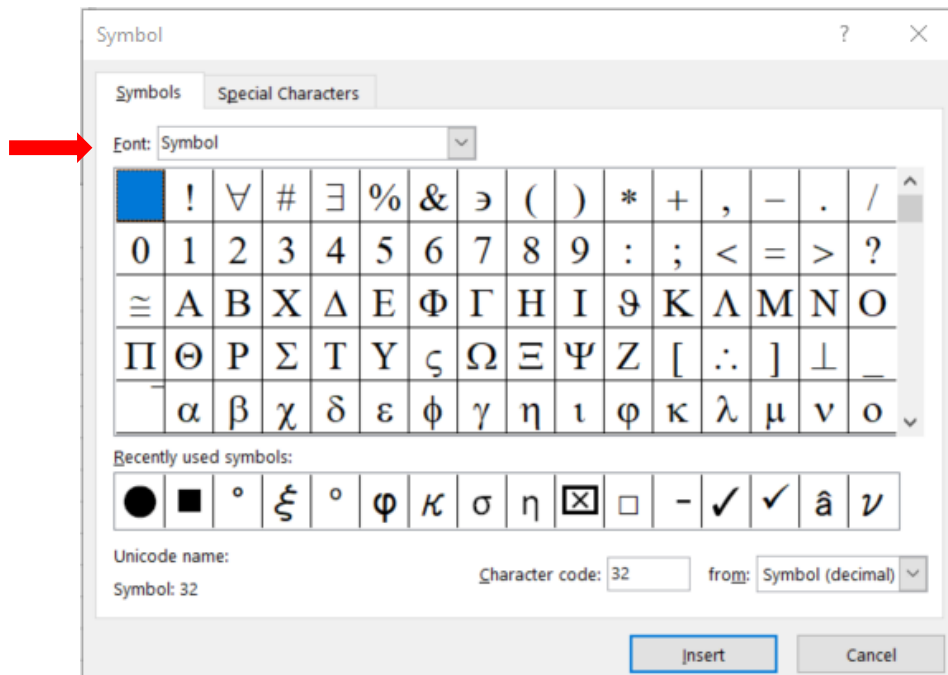 Symbol ? ×
Symbols Special Characters
Font: Symbol
! ∀ # ∃ % & ∍ ( ) * + , − . /
0 1 2 3 4 5 6 7 8 9 : ; < = > ?
≅ Α Β Χ Δ Ε Φ Γ Η Ι ϑ Κ Λ Μ Ν Ο
Π Θ Ρ Σ Τ Υ ς Ω Ξ Ψ Ζ [ ∴ ] ⊥ _
‾ α β χ δ ε ϕ γ η ι φ κ λ μ ν ο
Recently used symbols:
● ■ ° ξ ° φ κ σ η ☒ □ - ✓ ✓ â ν
Unicode name:
Symbol: 32
Character code: 32 from: Symbol (decimal)
Insert Cancel